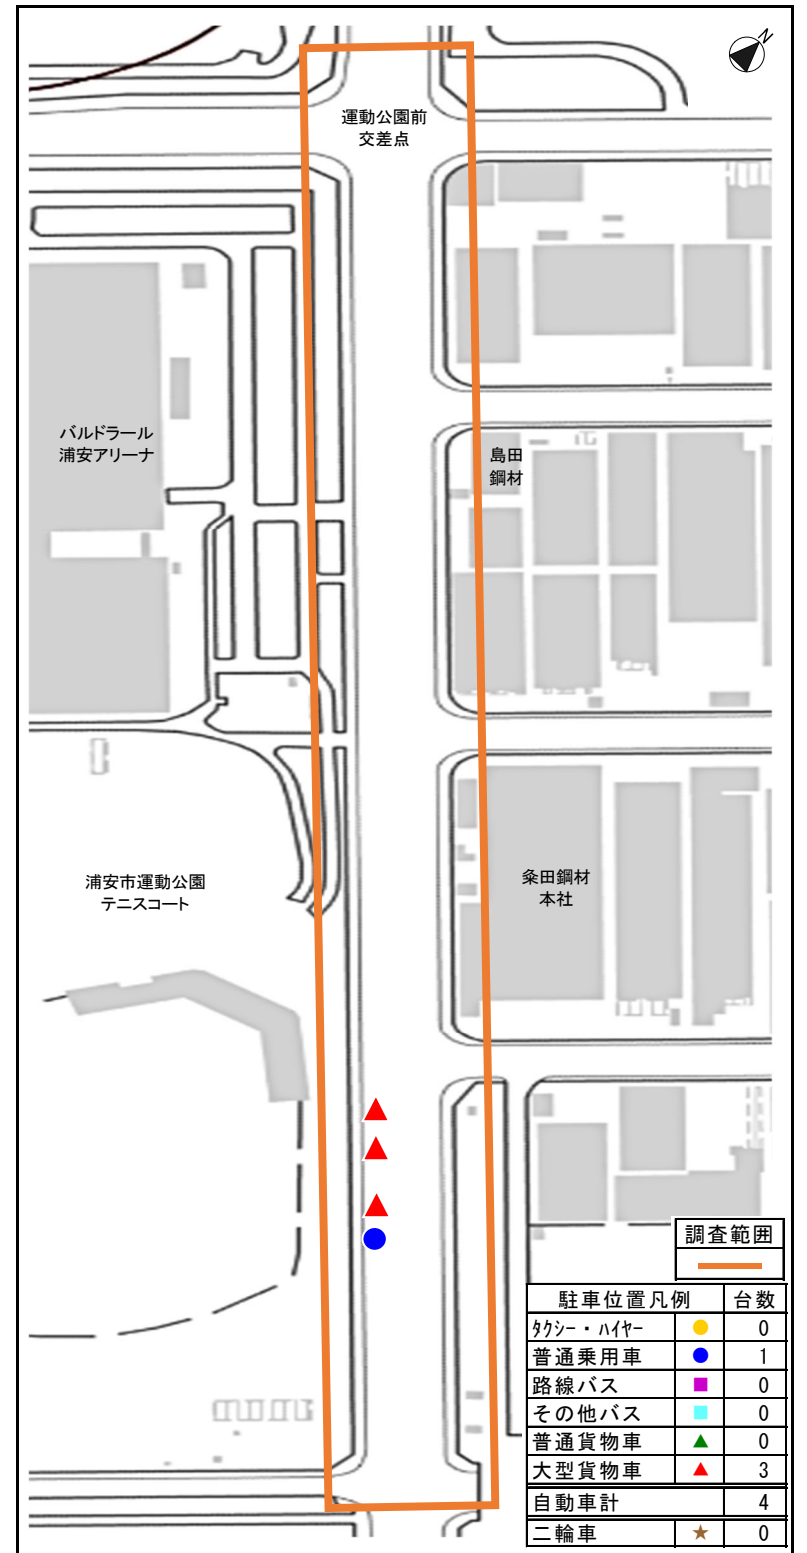 N
運動公園前
交差点
バルドラール
浦安アリーナ
島田
鋼材
浦安市運動公園
テニスコート
粂田鋼材
本社
調査範囲
駐車位置凡例 台数
ﾀｸｼｰ・ﾊｲﾔｰ 0
普通乗用車 1
路線バス 0
その他バス 0
普通貨物車 0
大型貨物車 3
自動車計 4
二輪車 0